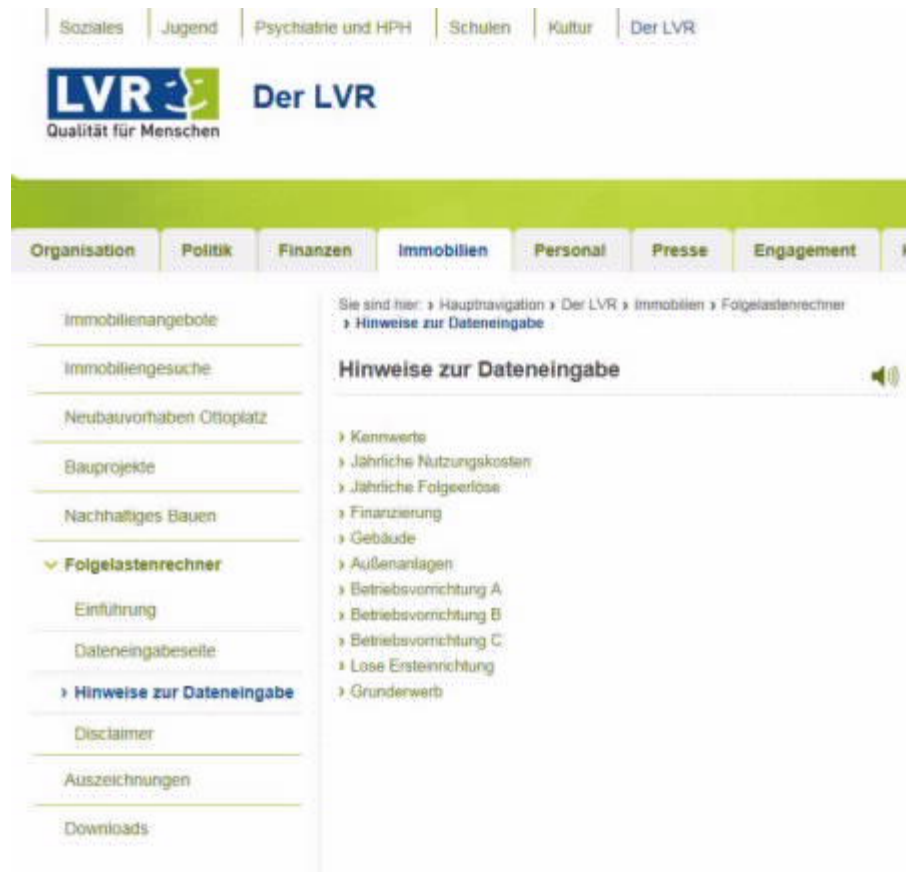 Soziales Jugend Psychiatrie und HPH Schulen Kultur Der LVR
LVR
Qualität für Menschen
Der LVR
Organisation Politik Finanzen Immobilien Personal Presse Engagement
Immobilienangebote
Immobiliengesuche
Neubauvorhaben Ottoplatz
Bauprojekte
Nachhaltiges Bauen
Folgelastenrechner
Einführung
Dateneingabeseite
Hinweise zur Dateneingabe
Disclaimer
Auszeichnungen
Downloads
Sie sind hier: › Hauptnavigation › Der LVR › Immobilien › Folgelastenrechner
› Hinweise zur Dateneingabe
Hinweise zur Dateneingabe
› Kennwerte
› Jährliche Nutzungskosten
› Jährliche Folgeerlöse
› Finanzierung
› Gebäude
› Außenanlagen
› Betriebsvorrichtung A
› Betriebsvorrichtung B
› Betriebsvorrichtung C
› Lose Ersteinrichtung
› Grunderwerb